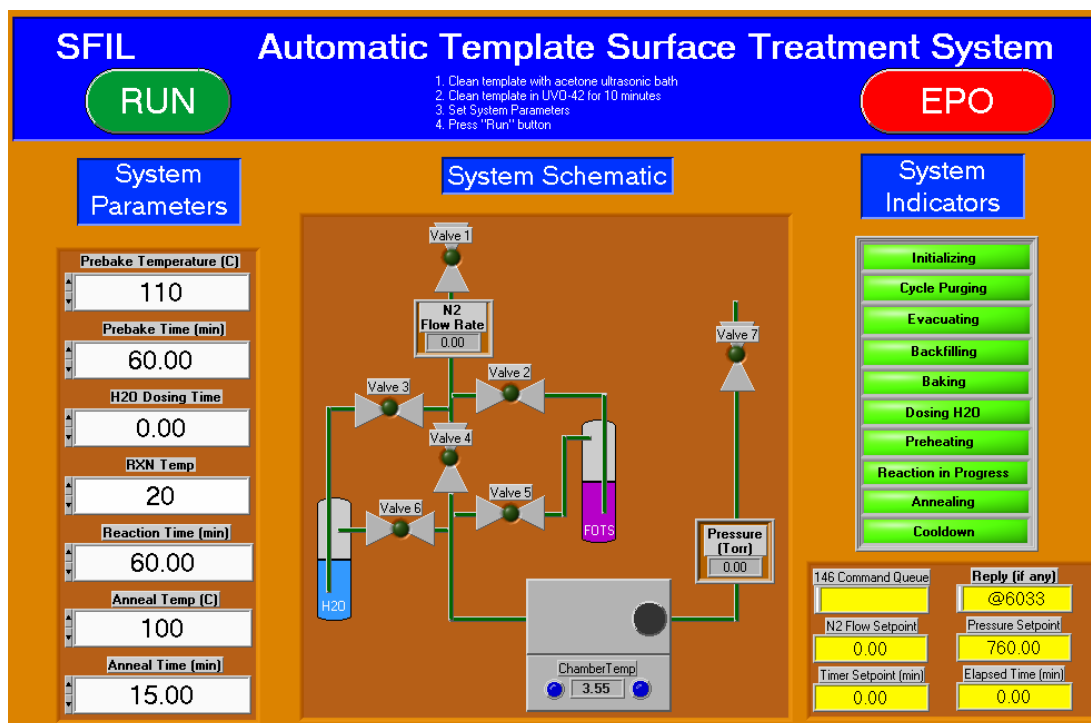 SFIL Automatic Template Surface Treatment System
RUN
1. Clean template with acetone ultrasonic bath
2. Clean template in UVO-42 for 10 minutes
3. Set System Parameters
4. Press "Run" button
EPO
System
Parameters
Prebake Temperature (C)
110
Prebake Time (min)
60.00
H2O Dosing Time
0.00
RXN Temp
20
Reaction Time (min)
60.00
Anneal Temp (C)
100
Anneal Time (min)
15.00
System Schematic
Valve 1
N2
Flow Rate
0.00
Valve 7
Valve 3
Valve 2
Valve 4
Valve 6
Valve 5
H2O
FOTS
Pressure
(Torr)
0.00
ChamberTemp
3.55
System
Indicators
Initializing
Cycle Purging
Evacuating
Backfilling
Baking
Dosing H2O
Preheating
Reaction in Progress
Annealing
Cooldown
146 Command Queue
Reply (if any)
@6033
N2 Flow Setpoint
0.00
Pressure Setpoint
760.00
Timer Setpoint (min)
0.00
Elapsed Time (min)
0.00